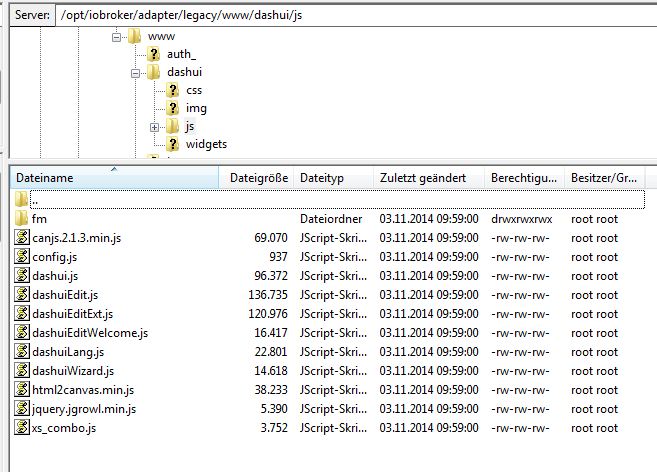 Server: /opt/iobroker/adapter/legacy/www/dashui/js
www
auth_
dashui
css
img
js
widgets
Dateiname Dateigröße Dateityp Zuletzt geändert Berechtigu... Besitzer/Gr...
..
fm Dateiordner 03.11.2014 09:59:00 drwxrwxrwx root root
canjs.2.1.3.min.js 69.070 JScript-Skri... 03.11.2014 09:59:00 -rw-rw-rw- root root
config.js 937 JScript-Skri... 03.11.2014 09:59:00 -rw-rw-rw- root root
dashui.js 96.372 JScript-Skri... 03.11.2014 09:59:00 -rw-rw-rw- root root
dashuiEdit.js 136.735 JScript-Skri... 03.11.2014 09:59:00 -rw-rw-rw- root root
dashuiEditExt.js 120.976 JScript-Skri... 03.11.2014 09:59:00 -rw-rw-rw- root root
dashuiEditWelcome.js 16.417 JScript-Skri... 03.11.2014 09:59:00 -rw-rw-rw- root root
dashuiLang.js 22.801 JScript-Skri... 03.11.2014 09:59:00 -rw-rw-rw- root root
dashuiWizard.js 14.618 JScript-Skri... 03.11.2014 09:59:00 -rw-rw-rw- root root
html2canvas.min.js 38.233 JScript-Skri... 03.11.2014 09:59:00 -rw-rw-rw- root root
jquery.jgrowl.min.js 5.390 JScript-Skri... 03.11.2014 09:59:00 -rw-rw-rw- root root
xs_combo.js 3.752 JScript-Skri... 03.11.2014 09:59:00 -rw-rw-rw- root root